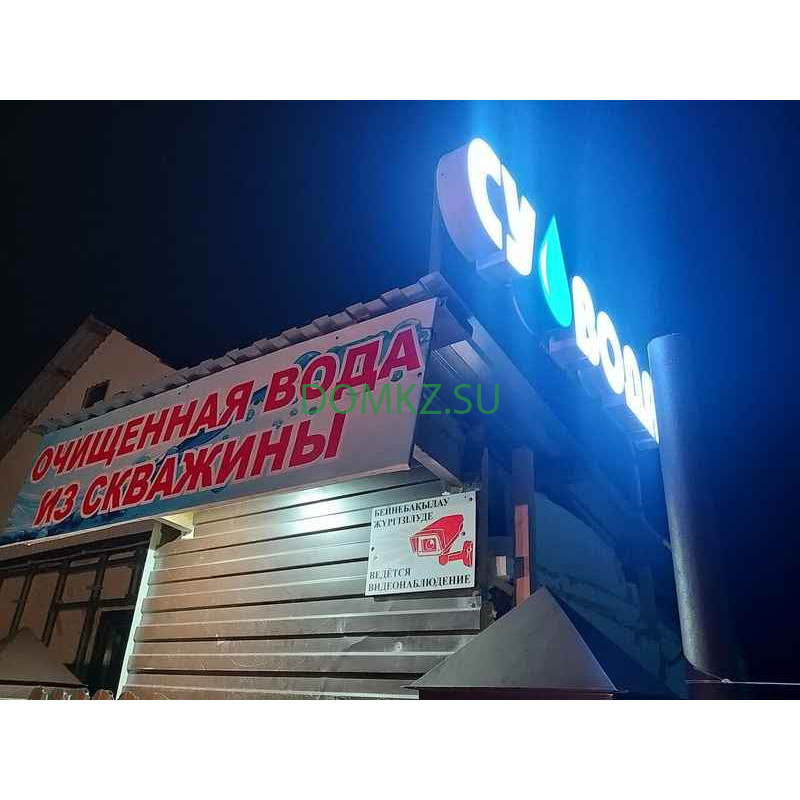 СУ
ВОДА
ОЧИЩЕННАЯ ВОДА
ИЗ СКВАЖИНЫ
DOMKZ.SU
БЕЙНЕБАҚЫЛАУ
ЖҮРГІЗІЛУДЕ
ВЕДЁТСЯ
ВИДЕОНАБЛЮДЕНИЕ